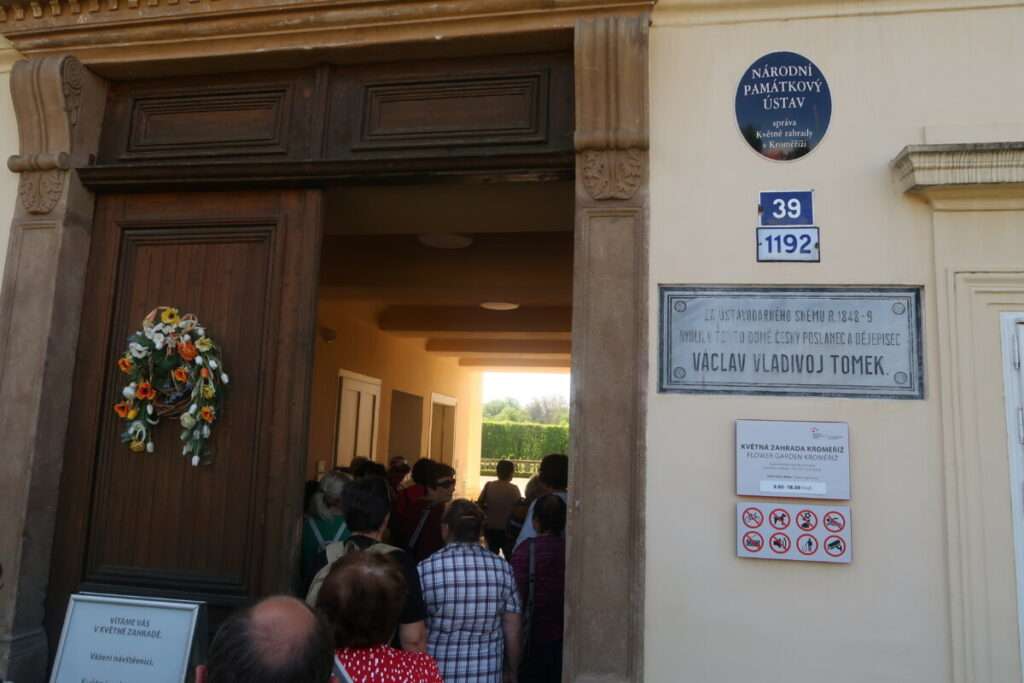 NÁRODNÍ
PAMÁTKOVÝ
ÚSTAV
správa
Květné zahrady
v Kroměříži
39
1192
ZA ÚSTAVODARNÉHO SNĚMU R. 1848-9
BYDLIL V TOMTO DOMĚ ČESKÝ POSLANEC A DĚJEPISEC
VÁCLAV VLADIVOJ TOMEK.
KVĚTNÁ ZAHRADA KROMĚŘÍŽ
FLOWER GARDEN KROMĚŘÍŽ
VÍTÁME VÁS
V KVĚTNÉ ZAHRADĚ.
Vážení návštěvníci,